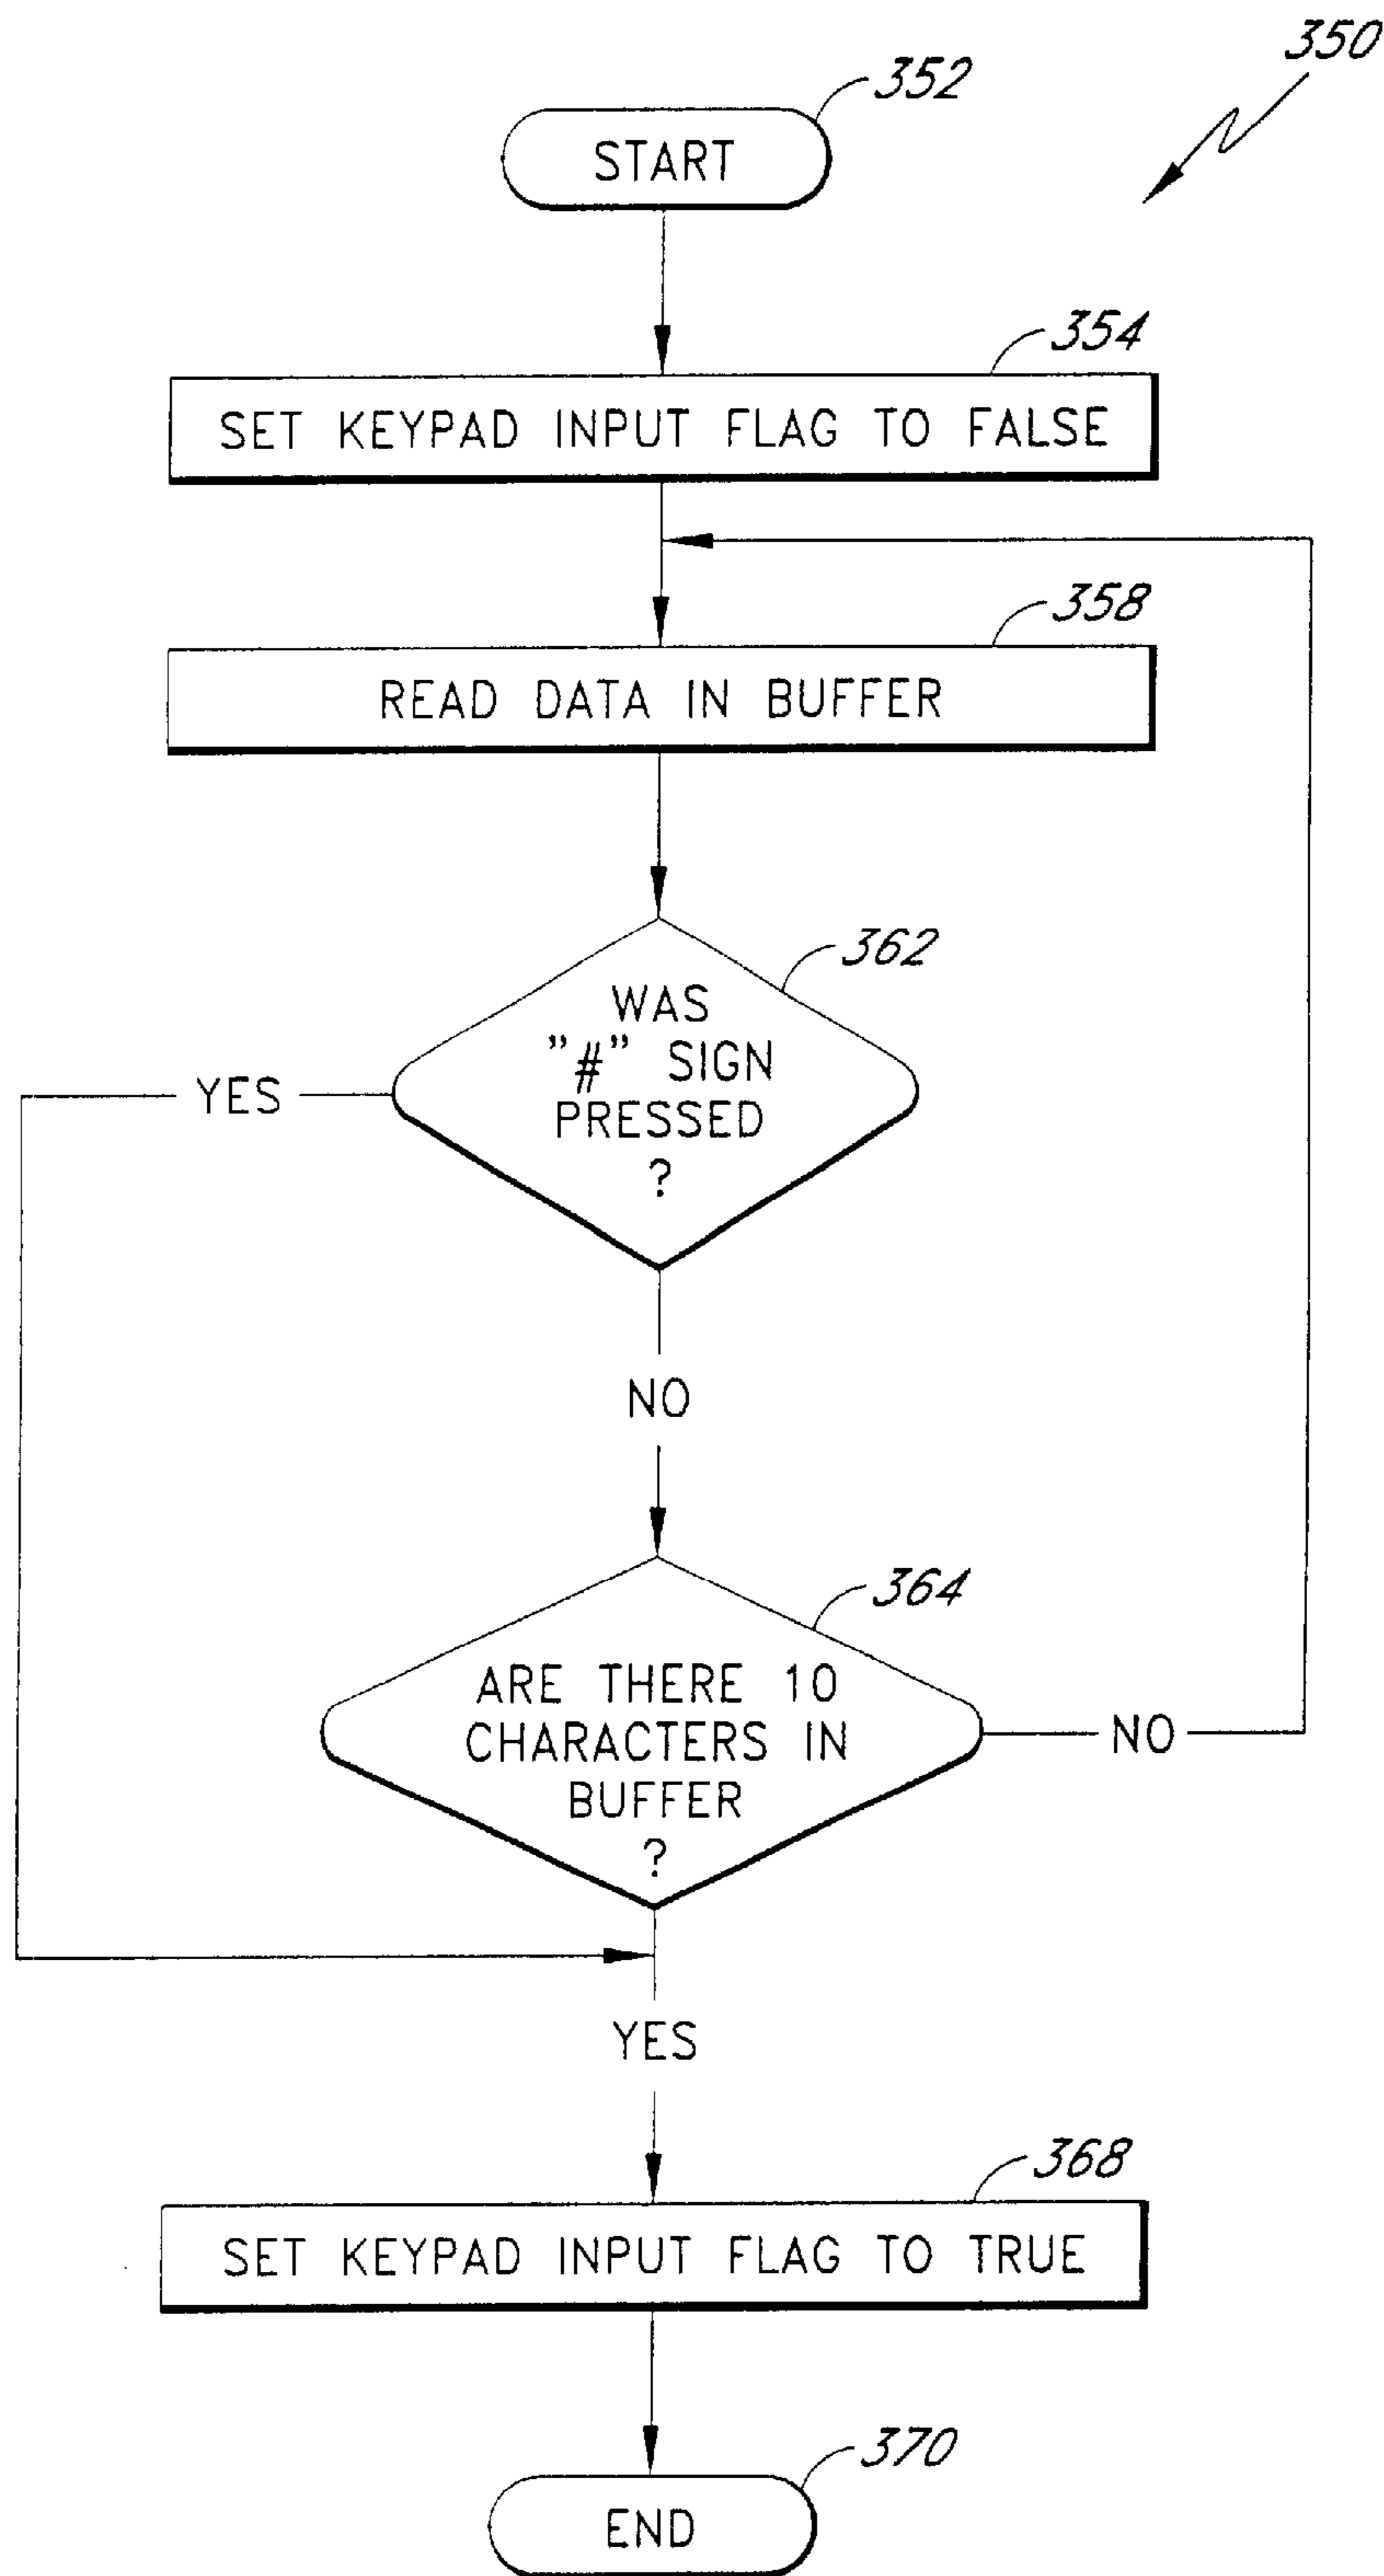 350
352
START
354
SET KEYPAD INPUT FLAG TO FALSE
358
READ DATA IN BUFFER
362
WAS
"#" SIGN
PRESSED
?
YES
NO
364
ARE THERE 10
CHARACTERS IN
BUFFER
?
NO
YES
368
SET KEYPAD INPUT FLAG TO TRUE
370
END